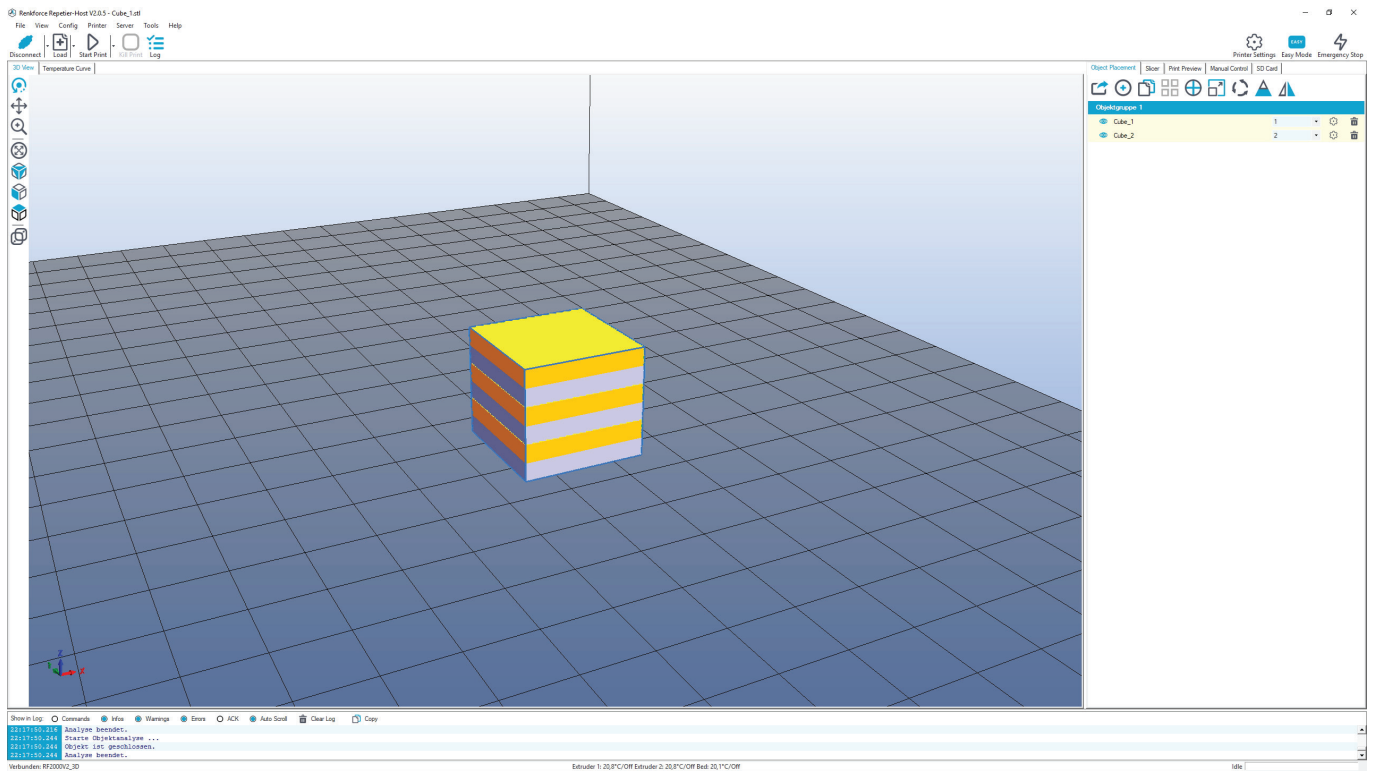 Renkforce Repetier-Host V2.0.5 - Cube_1.stl
File View Config Printer Server Tools Help
Disconnect Load Start Print Kill Print Log
Printer Settings Easy Mode Emergency Stop
EASY
3D View Temperature Curve
Object Placement Slicer Print Preview Manual Control SD Card
Objektgruppe 1
Cube_1 1
Cube_2 2
Z
X
Show in Log: Commands Infos Warnings Errors ACK Auto Scroll Clear Log Copy
22:17:50.216 Analyse beendet.
22:17:50.244 Starte Objektanalyse ...
22:17:50.244 Objekt ist geschlossen.
22:17:50.244 Analyse beendet.
Verbunden: RF2000V2_3D
Extruder 1: 20,8°C/Off Extruder 2: 20,8°C/Off Bed: 20,1°C/Off
Idle